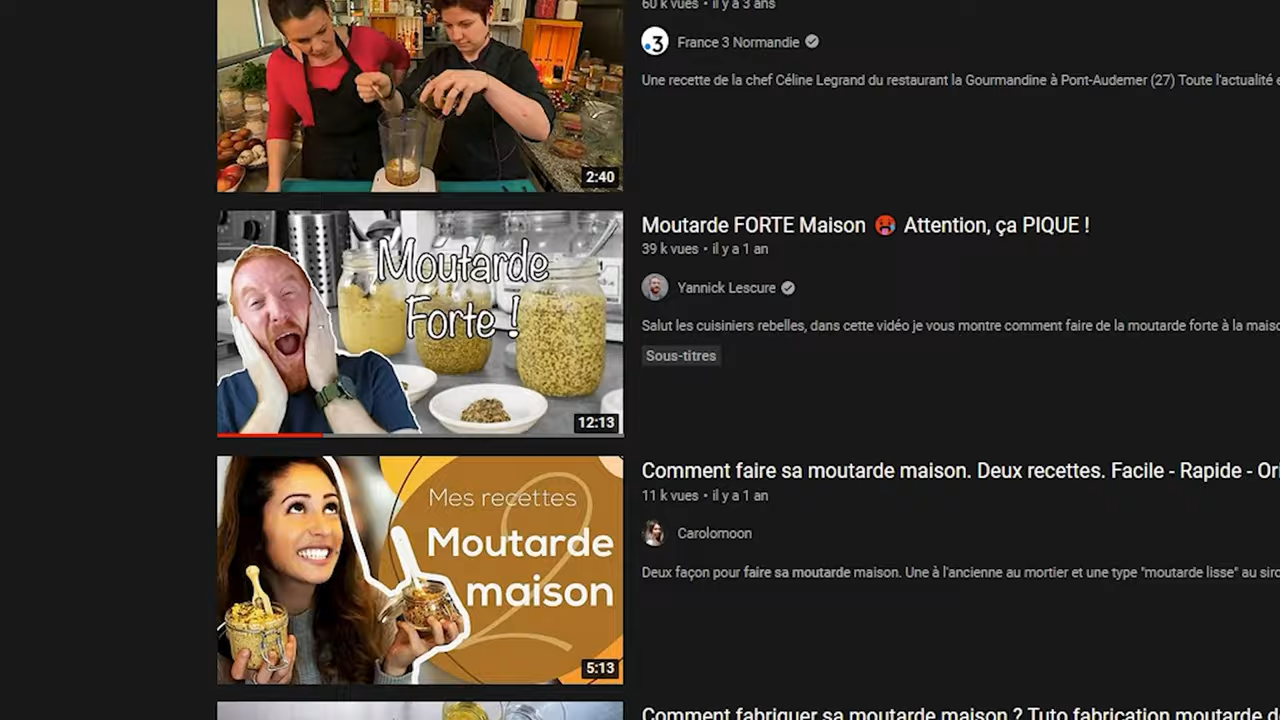 60 k vues • il y a 3 ans
3 France 3 Normandie
Une recette de la chef Céline Legrand du restaurant la Gourmandine à Pont-Audemer (27) Toute l'actualité
2:40
Moutarde FORTE Maison 🥵 Attention, ça PIQUE !
39 k vues • il y a 1 an
Moutarde
Forte !
Yannick Lescure
Salut les cuisiniers rebelles, dans cette vidéo je vous montre comment faire de la moutarde forte à la
Sous-titres
12:13
Comment faire sa moutarde maison. Deux recettes. Facile - Rapide -
11 k vues • il y a 1 an
Mes recettes
2
Moutarde
maison
Carolomoon
Deux façon pour faire sa moutarde maison. Une à l'ancienne au mortier et une type "moutarde lisse" au
5:13
Comment fabriquer sa moutarde maison ? Tuto fabrication moutarde